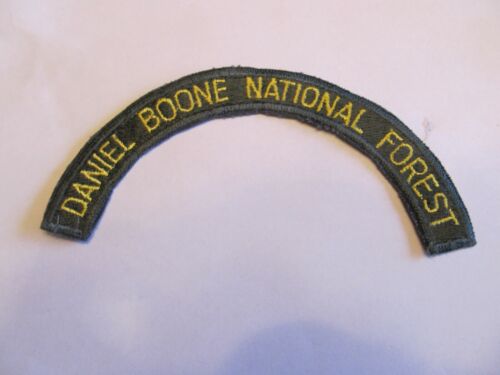 DANIEL BOONE NATIONAL FOREST